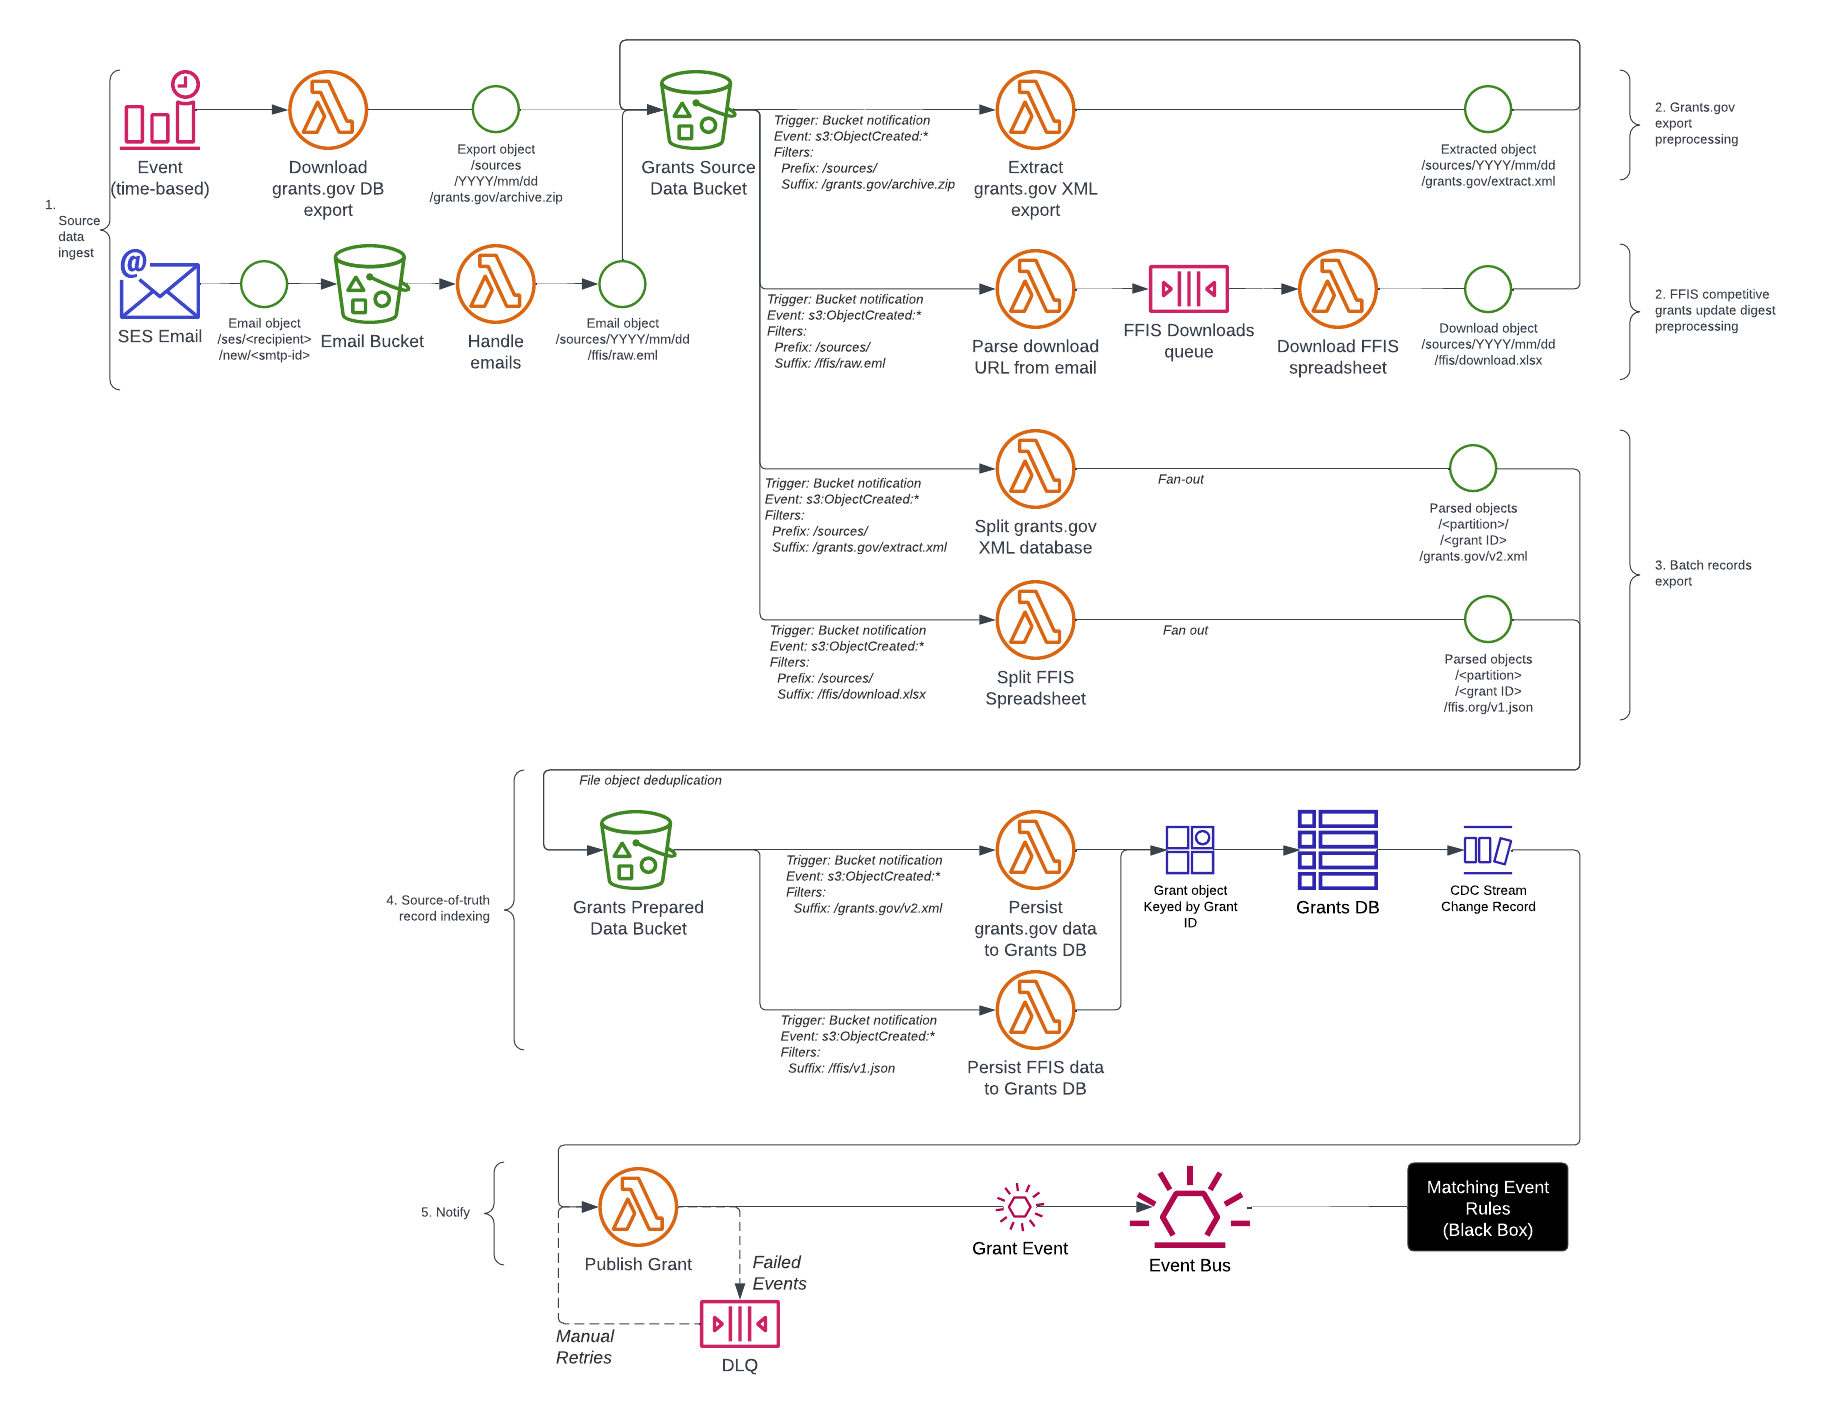 1.
Source
data
ingest
Event
(time-based)
Download
grants.gov DB
export
Export object
/sources
/YYYY/mm/dd
/grants.gov/archive.zip
Grants Source
Data Bucket
Trigger: Bucket notification
Event: s3:ObjectCreated:*
Filters:
Prefix: /sources/
Suffix: /grants.gov/archive.zip
Extract
grants.gov XML
export
Extracted object
/sources/YYYY/mm/dd
/grants.gov/extract.xml
2. Grants.gov
export
preprocessing
SES Email
Email object
/ses/<recipient>
/new/<smtp-id>
Email Bucket
Handle
emails
Email object
/sources/YYYY/mm/dd
/ffis/raw.eml
Trigger: Bucket notification
Event: s3:ObjectCreated:*
Filters:
Prefix: /sources/
Suffix: /ffis/raw.eml
Parse download
URL from email
FFIS Downloads
queue
Download FFIS
spreadsheet
Download object
/sources/YYYY/mm/dd
/ffis/download.xlsx
2. FFIS competitive
grants update digest
preprocessing
Trigger: Bucket notification
Event: s3:ObjectCreated:*
Filters:
Prefix: /sources/
Suffix: /grants.gov/extract.xml
Split grants.gov
XML database
Fan-out
Parsed objects
/<partition>/
/<grant ID>
/grants.gov/v2.xml
3. Batch records
export
Trigger: Bucket notification
Event: s3:ObjectCreated:*
Filters:
Prefix: /sources/
Suffix: /ffis/download.xlsx
Split FFIS
Spreadsheet
Fan out
Parsed objects
/<partition>
/<grant ID>
/ffis.org/v1.json
File object deduplication
4. Source-of-truth
record indexing
Grants Prepared
Data Bucket
Trigger: Bucket notification
Event: s3:ObjectCreated:*
Filters:
Suffix: /grants.gov/v2.xml
Persist
grants.gov data
to Grants DB
Grant object
Keyed by Grant
ID
Grants DB
CDC Stream
Change Record
Trigger: Bucket notification
Event: s3:ObjectCreated:*
Filters:
Suffix: /ffis/v1.json
Persist FFIS data
to Grants DB
5. Notify
Publish Grant
Failed
Events
Manual
Retries
DLQ
Grant Event
Event Bus
Matching Event
Rules
(Black Box)